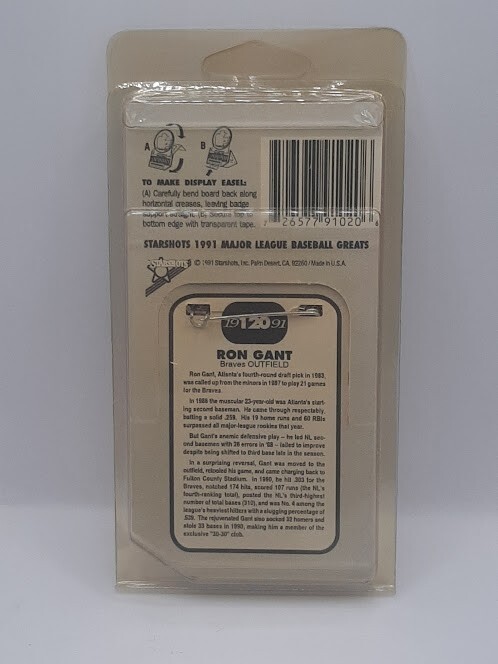 A B
TO MAKE DISPLAY EASEL:
(A) Carefully bend board back along
horizontal creases, leaving badge
support straight. (B) Secure top to
bottom edge with transparent tape.
26577 91020
STARSHOTS 1991 MAJOR LEAGUE BASEBALL GREATS
STARSHOTS
© 1991 Starshots, Inc. Palm Desert, CA. 92260 / Made in U.S.A.
19 120 91
RON GANT
Braves OUTFIELD
Ron Gant, Atlanta's fourth-round draft pick in 1983,
was called up from the minors in 1987 to play 21 games
for the Braves.
In 1988 the muscular 23-year-old was Atlanta's start-
ing second baseman. He came through respectably,
batting a solid .259. His 19 home runs and 60 RBIs
surpassed all major-league rookies that year.
But Gant's anemic defensive play – he led NL sec-
ond basemen with 26 errors in '88 – failed to improve
despite being shifted to third base late in the season.
In a surprising reversal, Gant was moved to the
outfield, retooled his game, and came charging back to
Fulton County Stadium. In 1990, he hit .303 for the
Braves, notched 174 hits, scored 107 runs (the NL's
fourth-ranking total), posted the NL's third-highest
number of total bases (310), and was No. 4 among the
league's heaviest hitters with a slugging percentage of
.539. The rejuvenated Gant also socked 32 homers and
stole 33 bases in 1990, making him a member of the
exclusive "30-30" club.